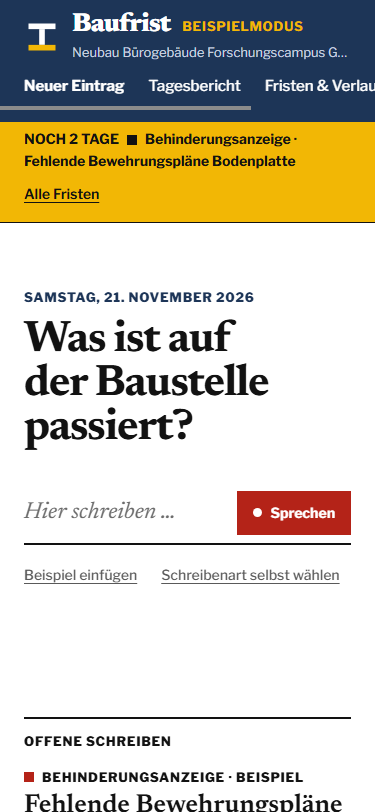 Baufrist BEISPIELMODUS
Neubau Bürogebäude Forschungscampus G...
Neuer Eintrag Tagesbericht Fristen & Verlau
NOCH 2 TAGE Behinderungsanzeige ·
Fehlende Bewehrungspläne Bodenplatte
Alle Fristen
SAMSTAG, 21. NOVEMBER 2026
Was ist auf
der Baustelle
passiert?
Hier schreiben ...
Sprechen
Beispiel einfügen Schreibenart selbst wählen
OFFENE SCHREIBEN
BEHINDERUNGSANZEIGE · BEISPIEL
Fehlende Bewehrungspläne